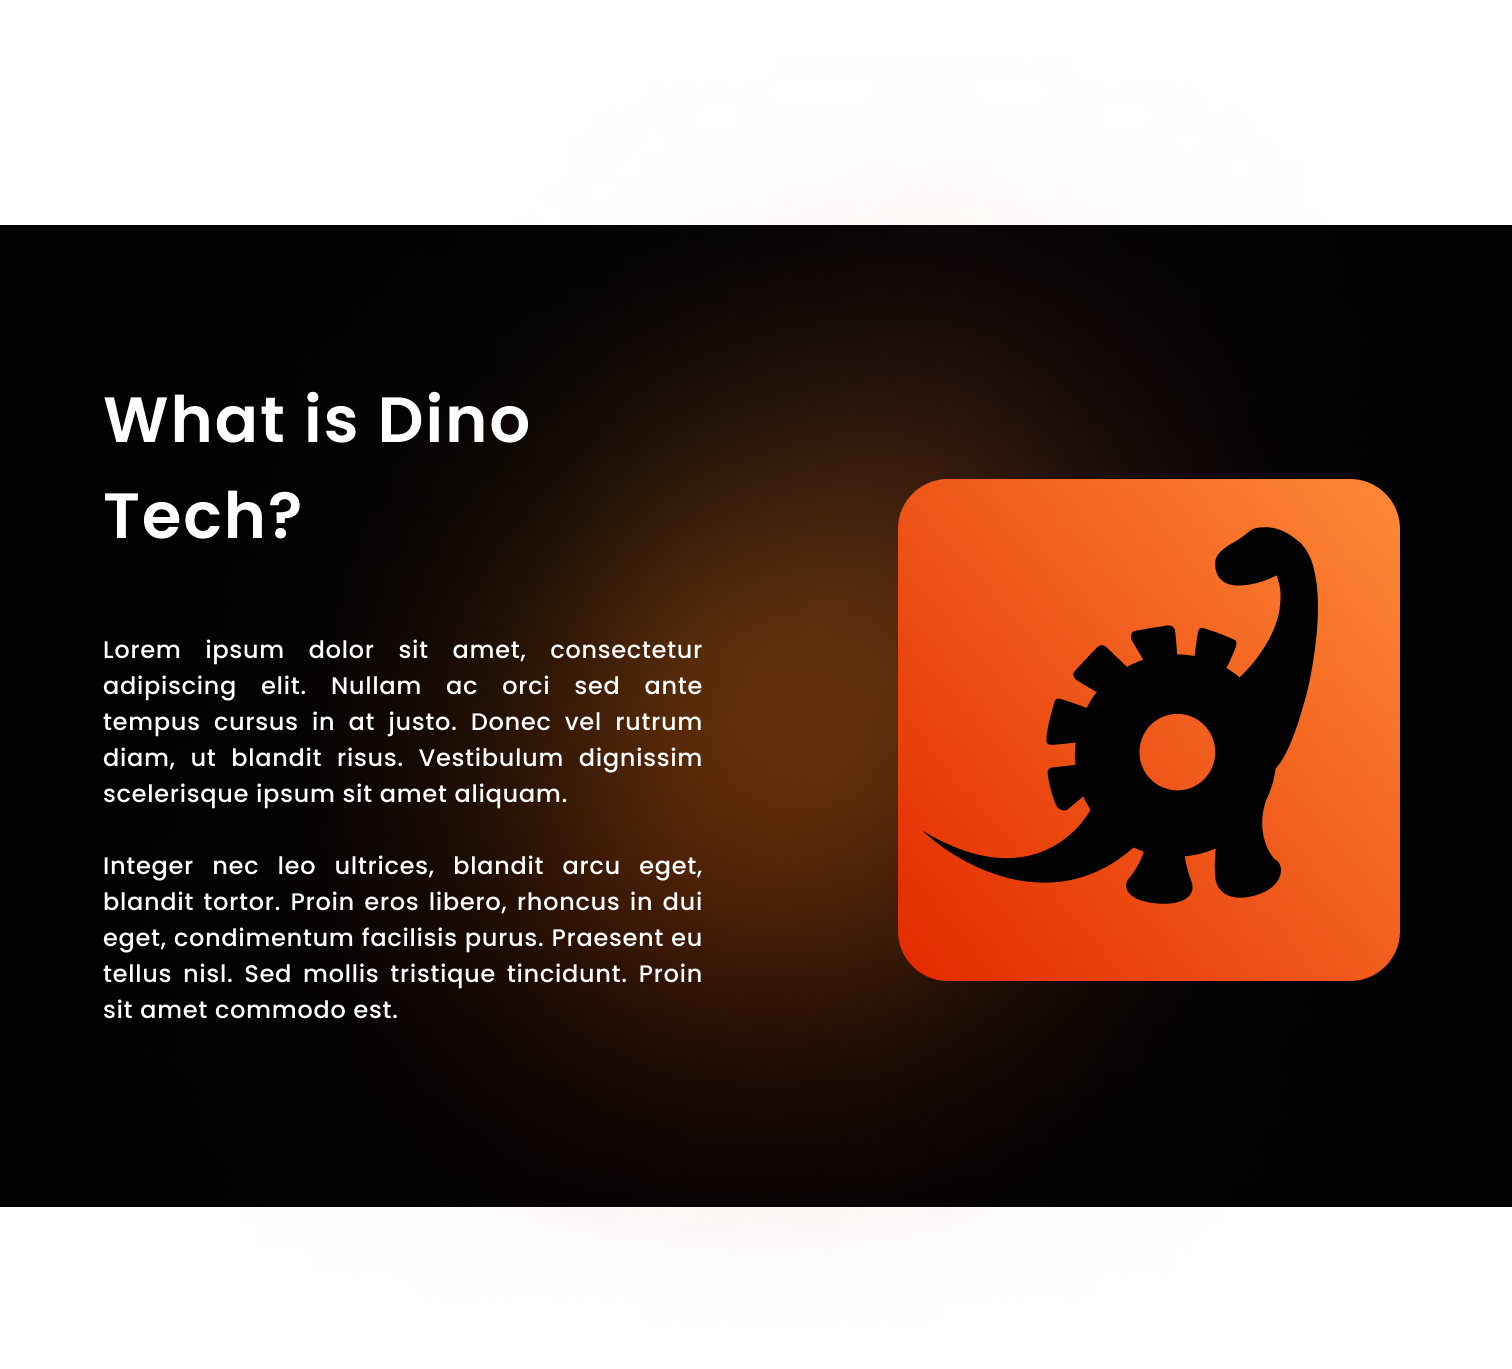 What is Dino
Tech?
Lorem ipsum dolor sit amet, consectetur
adipiscing elit. Nullam ac orci sed ante
tempus cursus in at justo. Donec vel rutrum
diam, ut blandit risus. Vestibulum dignissim
scelerisque ipsum sit amet aliquam.
Integer nec leo ultrices, blandit arcu eget,
blandit tortor. Proin eros libero, rhoncus in dui
eget, condimentum facilisis purus. Praesent eu
tellus nisl. Sed mollis tristique tincidunt. Proin
sit amet commodo est.